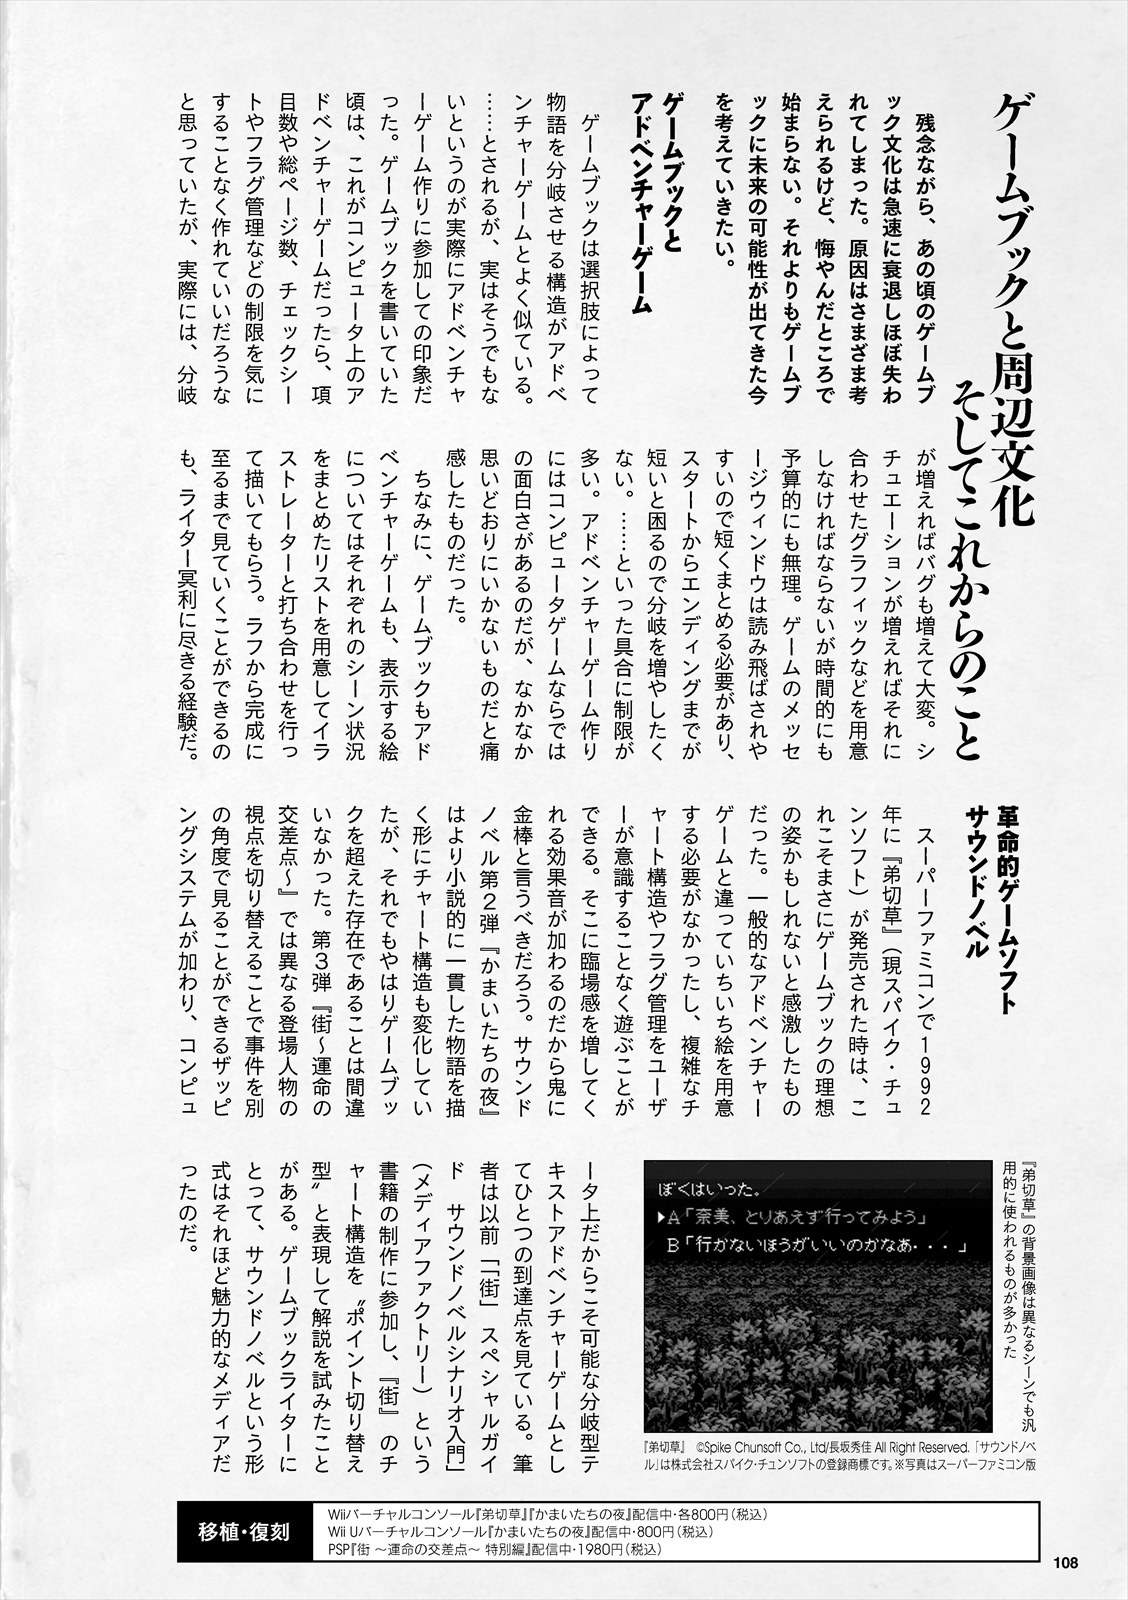 ゲームブックと周辺文化
そしてこれからのこと
　残念ながら、あの頃のゲームブ
ック文化は急速に衰退しほぼ失わ
れてしまった。原因はさまざま考
えられるけど、悔やんだところで
始まらない。それよりもゲームブ
ックに未来の可能性が出てきた今
を考えていきたい。
ゲームブックと
アドベンチャーゲーム
　ゲームブックは選択肢によって
物語を分岐させる構造がアドベ
ンチャーゲームとよく似ている。
……とされるが、実はそうでもな
いというのが実際にアドベンチャ
ーゲーム作りに参加しての印象だ
った。ゲームブックを書いていた
頃は、これがコンピュータ上のア
ドベンチャーゲームだったら、項
目数や総ページ数、チェックシー
トやフラグ管理などの制限を気に
することなく作れていいだろうな
と思っていたが、実際には、分岐
が増えればバグも増えて大変。シ
チュエーションが増えればそれに
合わせたグラフィックなどを用意
しなければならないが時間的にも
予算的にも無理。ゲームのメッセ
ージウィンドウは読み飛ばされや
すいので短くまとめる必要があり、
スタートからエンディングまでが
短いと困るので分岐を増やしたく
ない。……といった具合に制限が
多い。アドベンチャーゲーム作り
にはコンピュータゲームならでは
の面白さがあるのだが、なかなか
思いどおりにいかないものだと痛
感したものだった。
　ちなみに、ゲームブックもアド
ベンチャーゲームも、表示する絵
についてはそれぞれのシーン状況
をまとめたリストを用意してイラ
ストレーターと打ち合わせを行っ
て描いてもらう。ラフから完成に
至るまで見ていくことができるの
も、ライター冥利に尽きる経験だ。
革命的ゲームソフト
サウンドノベル
　スーパーファミコンで1992
年に『弟切草』（現スパイク・チュ
ンソフト）が発売された時は、こ
れこそまさにゲームブックの理想
の姿かもしれないと感激したもの
だった。一般的なアドベンチャー
ゲームと違っていちいち絵を用意
する必要がなかったし、複雑なチ
ャート構造やフラグ管理をユーザ
ーが意識することなく遊ぶことが
できる。そこに臨場感を増してく
れる効果音が加わるのだから鬼に
金棒と言うべきだろう。サウンド
ノベル第2弾『かまいたちの夜』
はより小説的に一貫した物語を描
く形にチャート構造も変化してい
たが、それでもやはりゲームブッ
クを超えた存在であることは間違
いなかった。第3弾『街〜運命の
交差点〜』では異なる登場人物の
視点を切り替えることで事件を別
の角度で見ることができるザッピ
ングシステムが加わり、コンピュ
ータ上だからこそ可能な分岐型テ
キストアドベンチャーゲームとし
てひとつの到達点を見ている。筆
者は以前「『街』スペシャルガイ
ド　サウンドノベルシナリオ入門」
（メディアファクトリー）という
書籍の制作に参加し、『街』のチ
ャート構造を〝ポイント切り替え
型〟と表現して解説を試みたこと
がある。ゲームブックライターに
とって、サウンドノベルという形
式はそれほど魅力的なメディアだ
ったのだ。
『弟切草』の背景画像は異なるシーンでも汎
用的に使われるものが多かった
ぼくはいった。
▶A「奈美、とりあえず行ってみよう」
B「行かないほうがいいのかなあ・・・」
『弟切草』 ©Spike Chunsoft Co., Ltd/長坂秀佳 All Right Reserved.「サウンドノベ
ル」は株式会社スパイク・チュンソフトの登録商標です。※写真はスーパーファミコン版
移植・復刻
Wiiバーチャルコンソール『弟切草』『かまいたちの夜』配信中・各800円（税込）
Wii Uバーチャルコンソール『かまいたちの夜』配信中・800円（税込）
PSP『街 〜運命の交差点〜 特別編』配信中・1980円（税込）
108